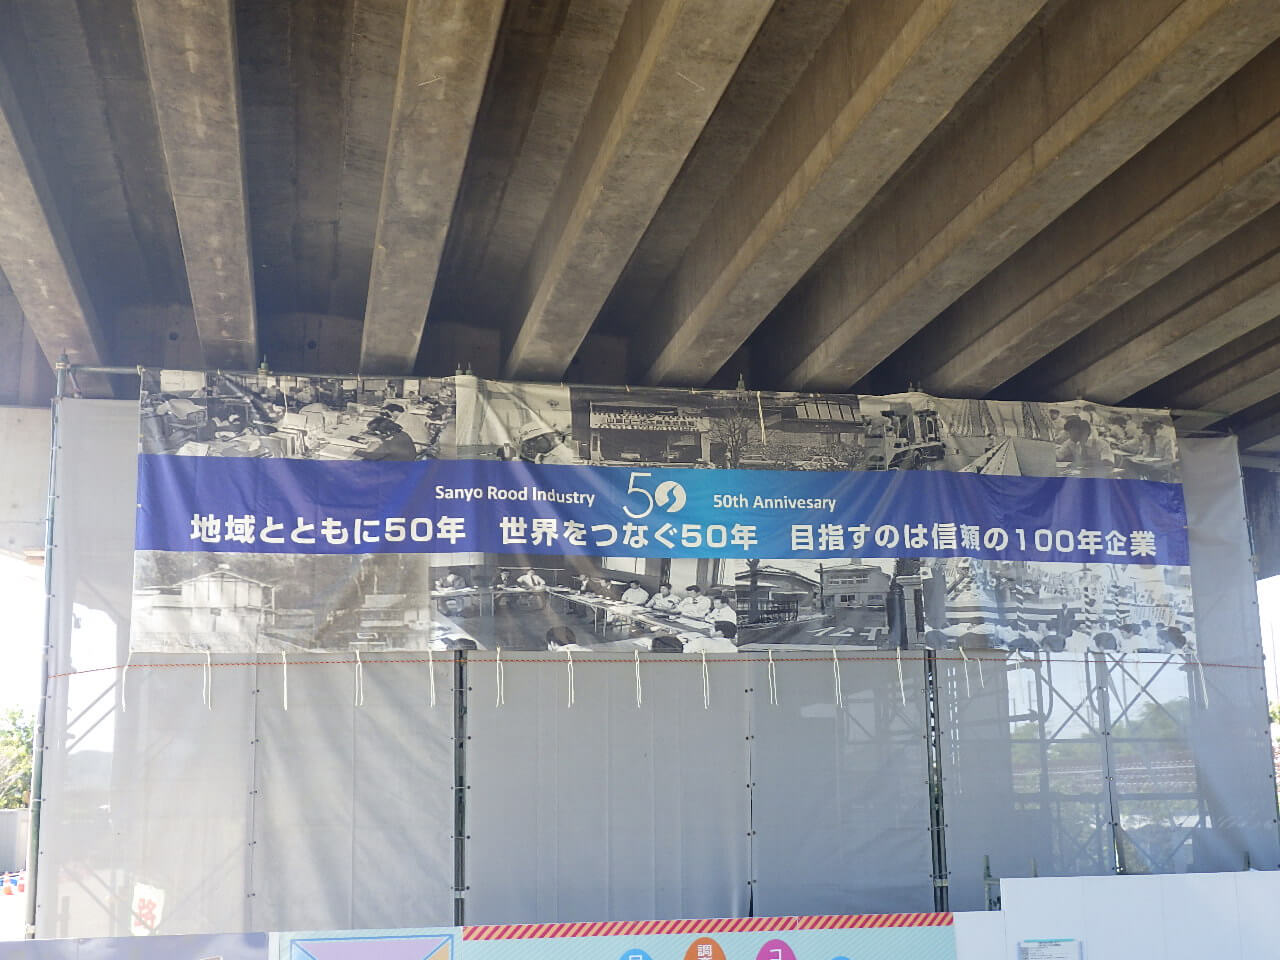 Sanyo Rood Industry 50 50th Annivesary
地域とともに50年 世界をつなぐ50年 目指すのは信頼の100年企業
調
コ